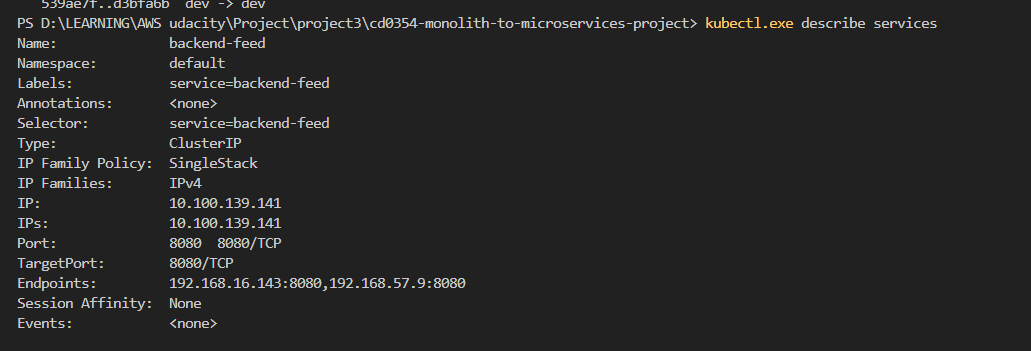 539ae7f..d3bfa6b  dev -> dev
PS D:\LEARNING\AWS udacity\Project\project3\cd0354-monolith-to-microservices-project> kubectl.exe describe services
Name:              backend-feed
Namespace:         default
Labels:            service=backend-feed
Annotations:       <none>
Selector:          service=backend-feed
Type:              ClusterIP
IP Family Policy:  SingleStack
IP Families:       IPv4
IP:                10.100.139.141
IPs:               10.100.139.141
Port:              8080  8080/TCP
TargetPort:        8080/TCP
Endpoints:         192.168.16.143:8080,192.168.57.9:8080
Session Affinity:  None
Events:            <none>